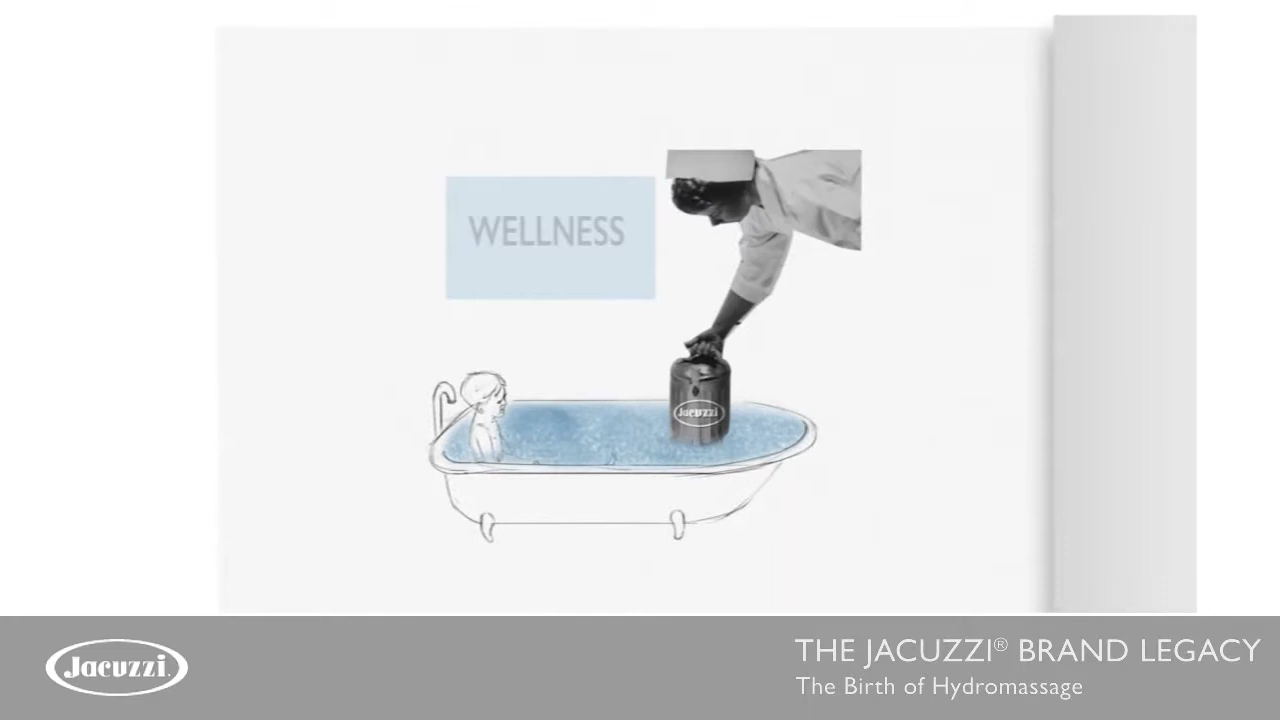 WELLNESS
Jacuzzi
Jacuzzi.
THE JACUZZI® BRAND LEGACY
The Birth of Hydromassage